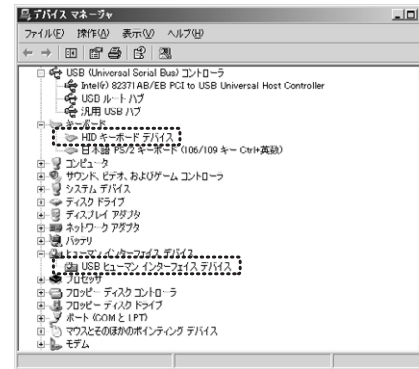 デバイス マネージャ
ファイル(F) 操作(A) 表示(V) ヘルプ(H)
USB (Universal Serial Bus) コントローラ
Intel(r) 82371AB/EB PCI to USB Universal Host Controller
USB ルート ハブ
汎用 USB ハブ
キーボード
HID キーボード デバイス
日本語 PS/2 キーボード (106/109 キー Ctrl+英数)
コンピュータ
サウンド、ビデオ、およびゲーム コントローラ
システム デバイス
ディスク ドライブ
ディスプレイ アダプタ
ネットワーク アダプタ
バッテリ
ヒューマン インターフェイス デバイス
USB ヒューマン インターフェイス デバイス
プロセッサ
フロッピー ディスク コントローラ
フロッピー ディスク ドライブ
ポート (COM と LPT)
マウスとそのほかのポインティング デバイス
モデム